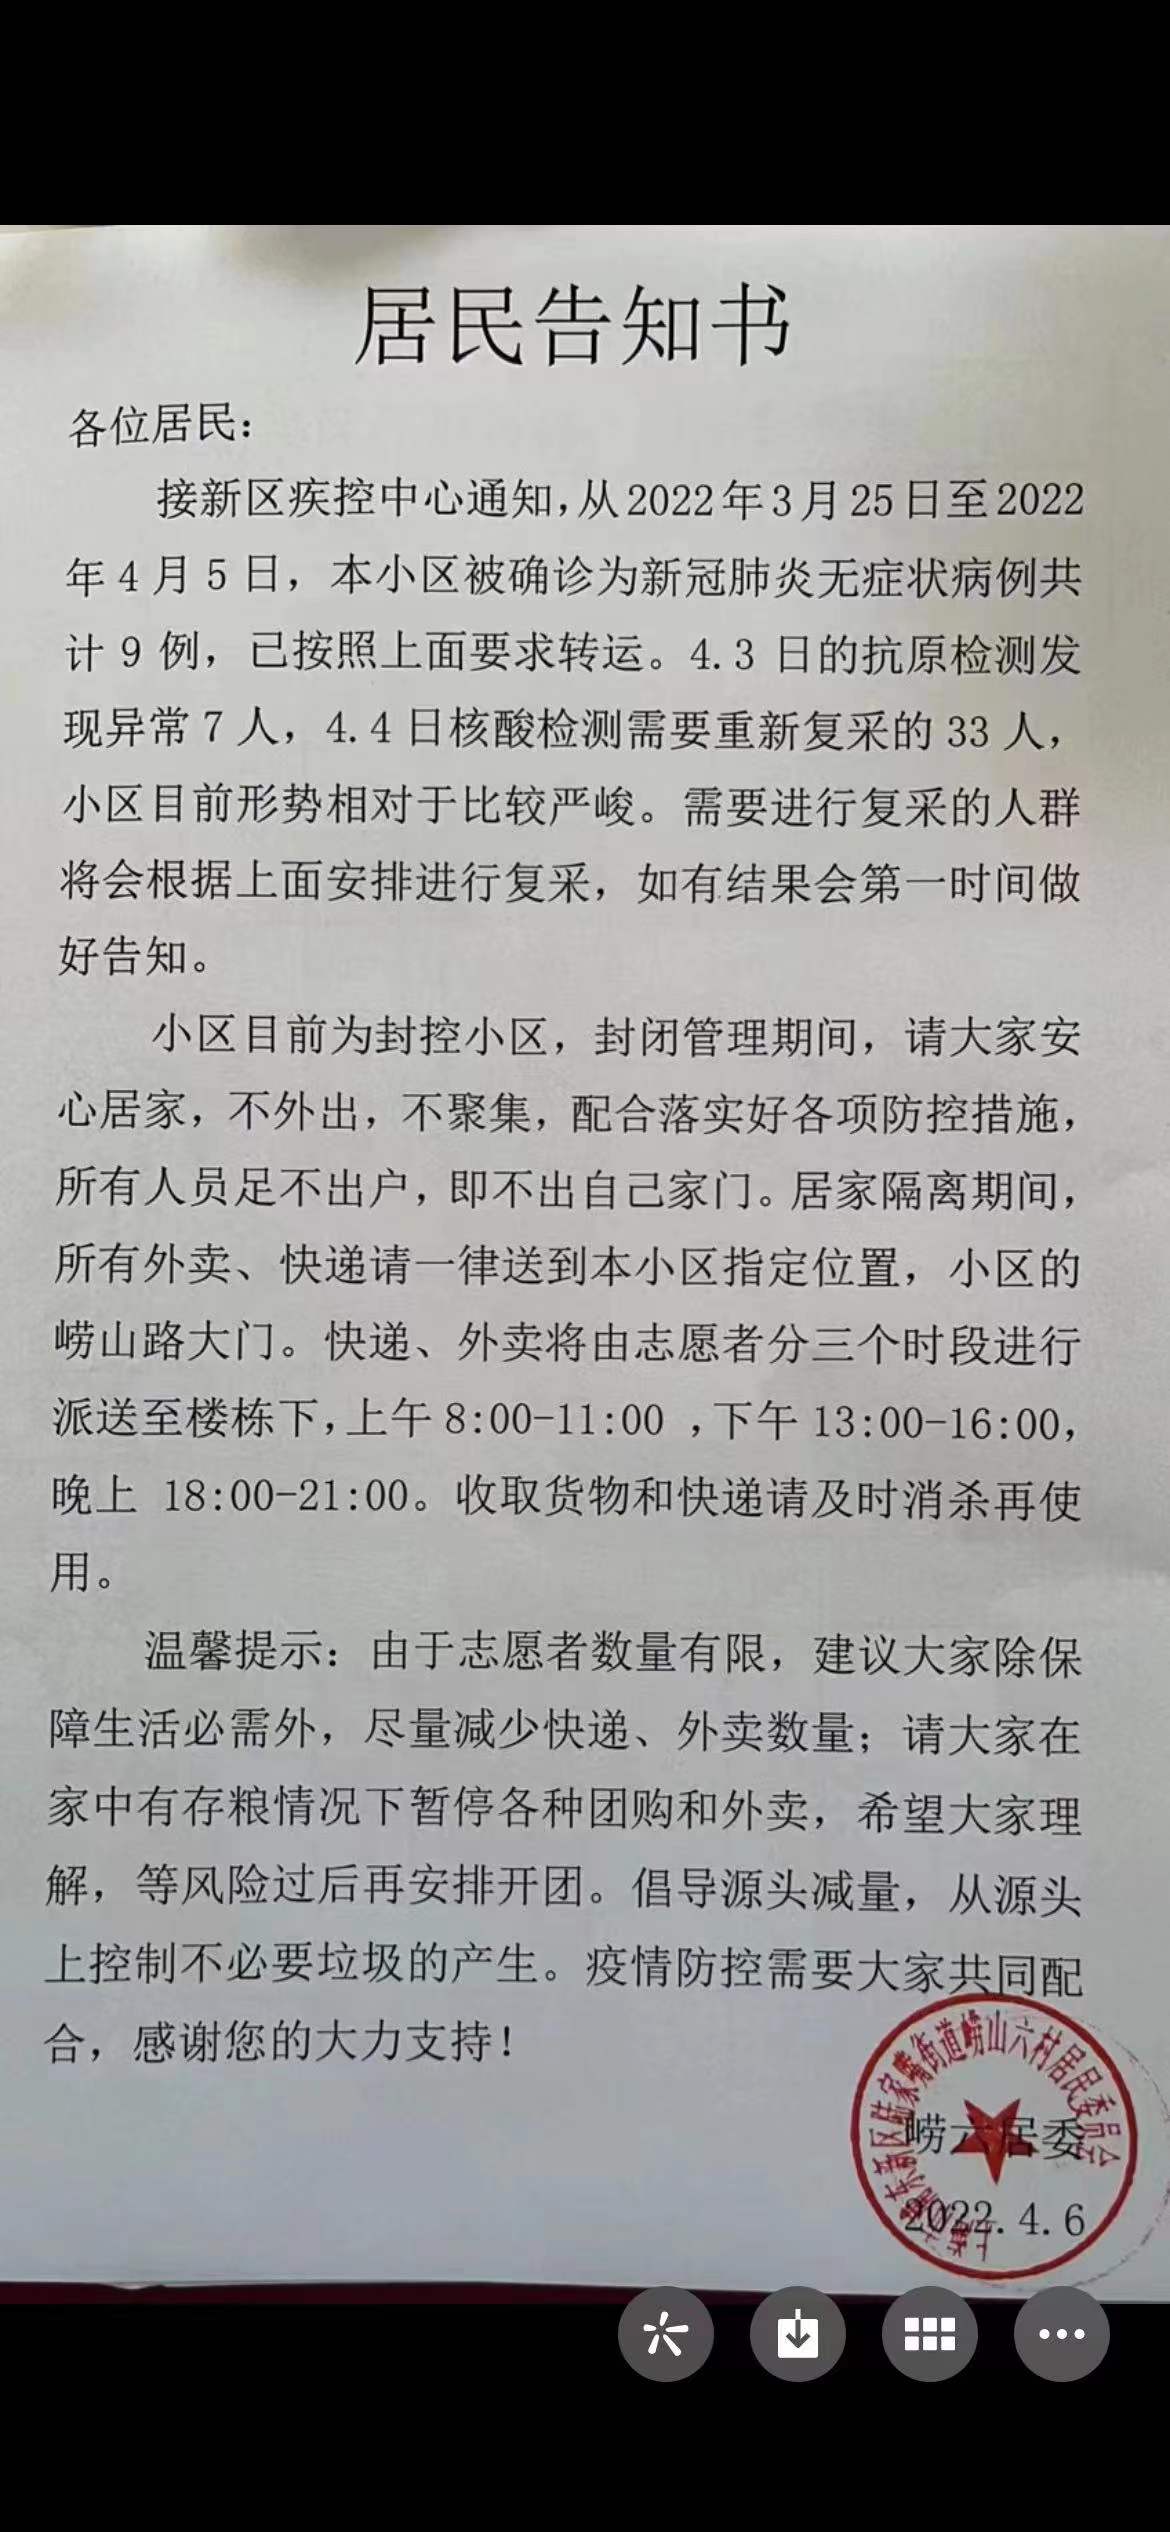 居民告知书
各位居民：
接新区疾控中心通知，从2022年3月25日至2022
年4月5日，本小区被确诊为新冠肺炎无症状病例共
计9例，已按照上面要求转运。4.3日的抗原检测发
现异常7人，4.4日核酸检测需要重新复采的33人，
小区目前形势相对于比较严峻。需要进行复采的人群
将会根据上面安排进行复采，如有结果会第一时间做
好告知。
小区目前为封控小区，封闭管理期间，请大家安
心居家，不外出，不聚集，配合落实好各项防控措施，
所有人员足不出户，即不出自己家门。居家隔离期间，
所有外卖、快递请一律送到本小区指定位置，小区的
崂山路大门。快递、外卖将由志愿者分三个时段进行
派送至楼栋下，上午8:00-11:00，下午13:00-16:00，
晚上 18:00-21:00。收取货物和快递请及时消杀再使
用。
温馨提示：由于志愿者数量有限，建议大家除保
障生活必需外，尽量减少快递、外卖数量；请大家在
家中有存粮情况下暂停各种团购和外卖，希望大家理
解，等风险过后再安排开团。倡导源头减量，从源头
上控制不必要垃圾的产生。疫情防控需要大家共同配
合，感谢您的大力支持！
崂六居委
2022.4.6
上海市浦东新区陆家嘴街道崂山六村居民委员会